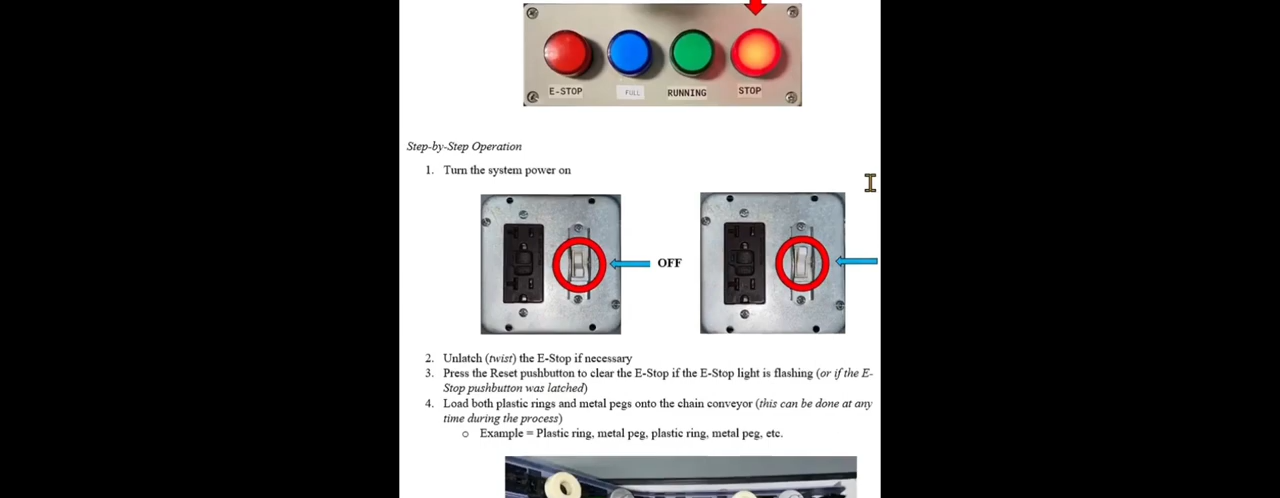 E-STOP FULL RUNNING STOP
Step-by-Step Operation
1. Turn the system power on
OFF
2. Unlatch (twist) the E-Stop if necessary
3. Press the Reset pushbutton to clear the E-Stop if the E-Stop light is flashing (or if the E-
Stop pushbutton was latched)
4. Load both plastic rings and metal pegs onto the chain conveyor (this can be done at any
time during the process)
o Example = Plastic ring, metal peg, plastic ring, metal peg, etc.